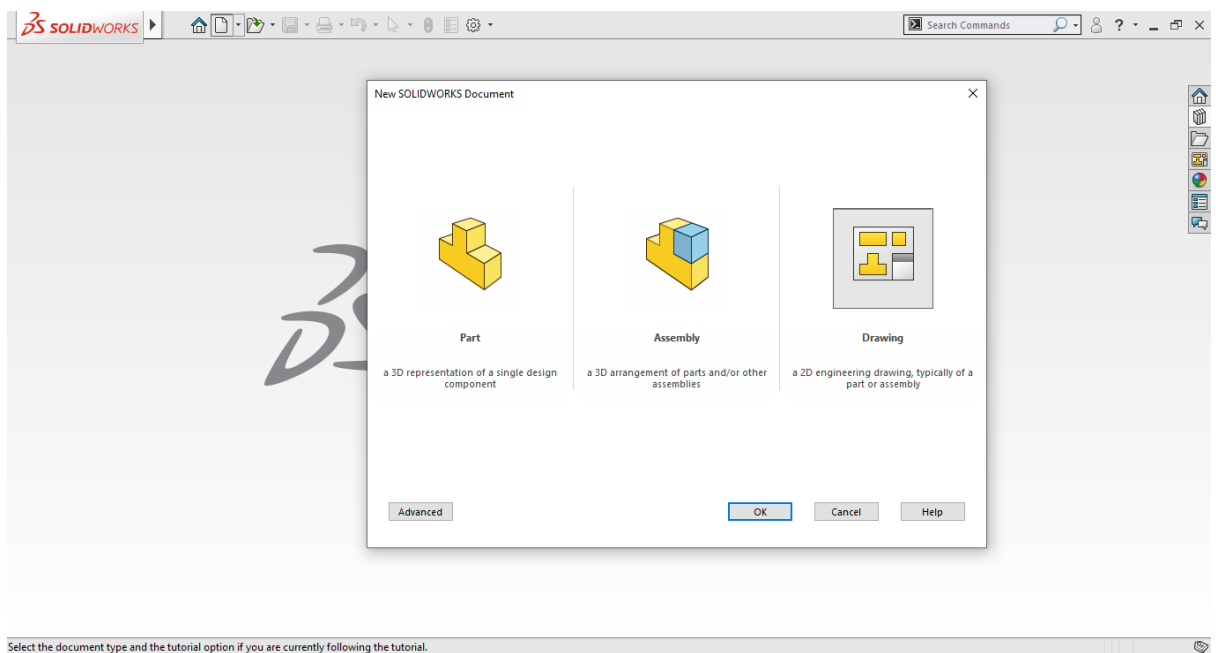 SOLIDWORKS
Search Commands
?
New SOLIDWORKS Document
Part
Assembly
Drawing
a 3D representation of a single design
component
a 3D arrangement of parts and/or other
assemblies
a 2D engineering drawing, typically of a
part or assembly
Advanced
OK
Cancel
Help
Select the document type and the tutorial option if you are currently following the tutorial.